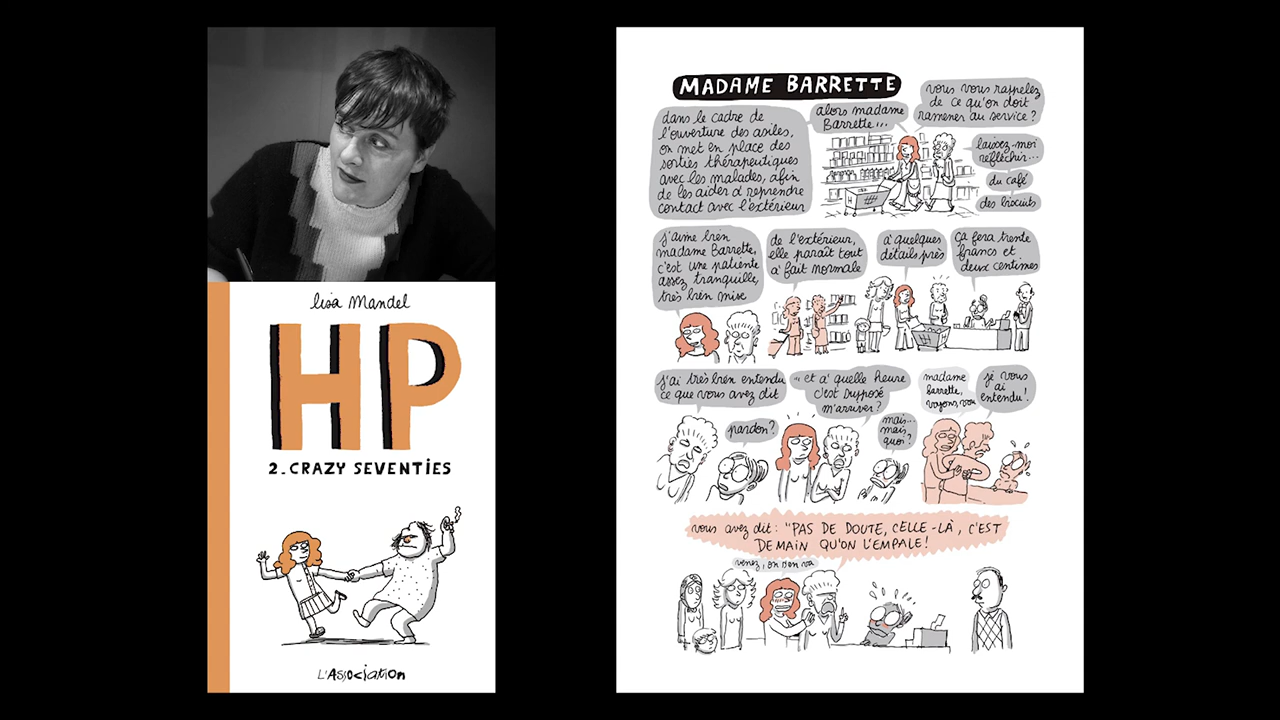 lisa Mandel
HP
2. CRAZY SEVENTIES
L'Association
MADAME BARRETTE
dans le cadre de
l'ouverture des asiles,
on met en place des
sorties thérapeutiques
avec les malades, afin
de les aider à reprendre
contact avec l'extérieur
alors madame
Barrette...
vous vous rappelez
de ce qu'on doit
ramener au service?
laissez-moi
réfléchir...
du café
des biscuits
j'aime bien
madame Barrette,
c'est une patiente
assez tranquille,
très bien mise
de l'extérieur,
elle paraît tout
à fait normale
à quelques
détails près
ça fera trente
francs et
deux centimes
j'ai très bien entendu
ce que vous avez dit
pardon?
... et à quelle heure
c'est supposé
m'arriver?
mais...
mais
quoi?
madame
barrette,
voyons, vou
je vous
ai
entendu!
vous avez dit: "PAS DE DOUTE, CELLE-LÀ, C'EST
DEMAIN QU'ON L'EMPALE!
venez, on s'en va
H
H